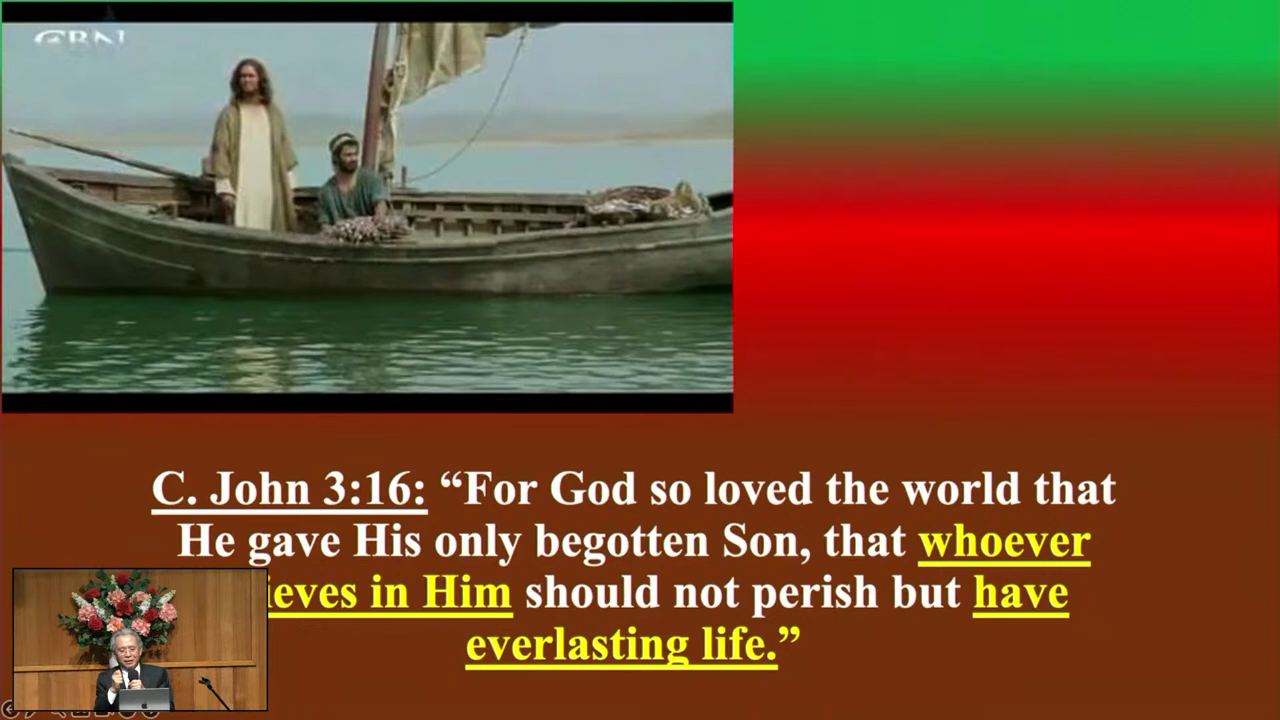 CBN
C. John 3:16: “For God so loved the world that
He gave His only begotten Son, that whoever
ieves in Him should not perish but have
everlasting life.”